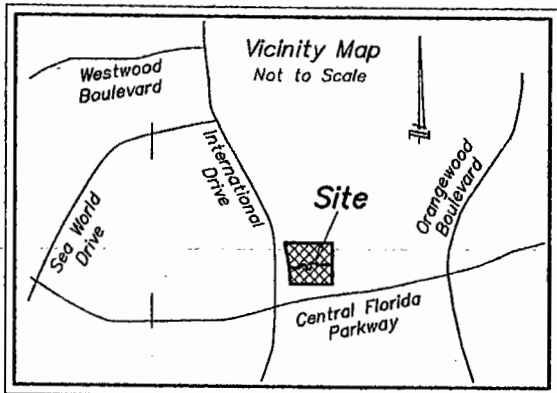 Vicinity Map
Not to Scale
Westwood
Boulevard
International
Drive
Orangewood
Boulevard
Site
Sea World
Drive
Central Florida
Parkway